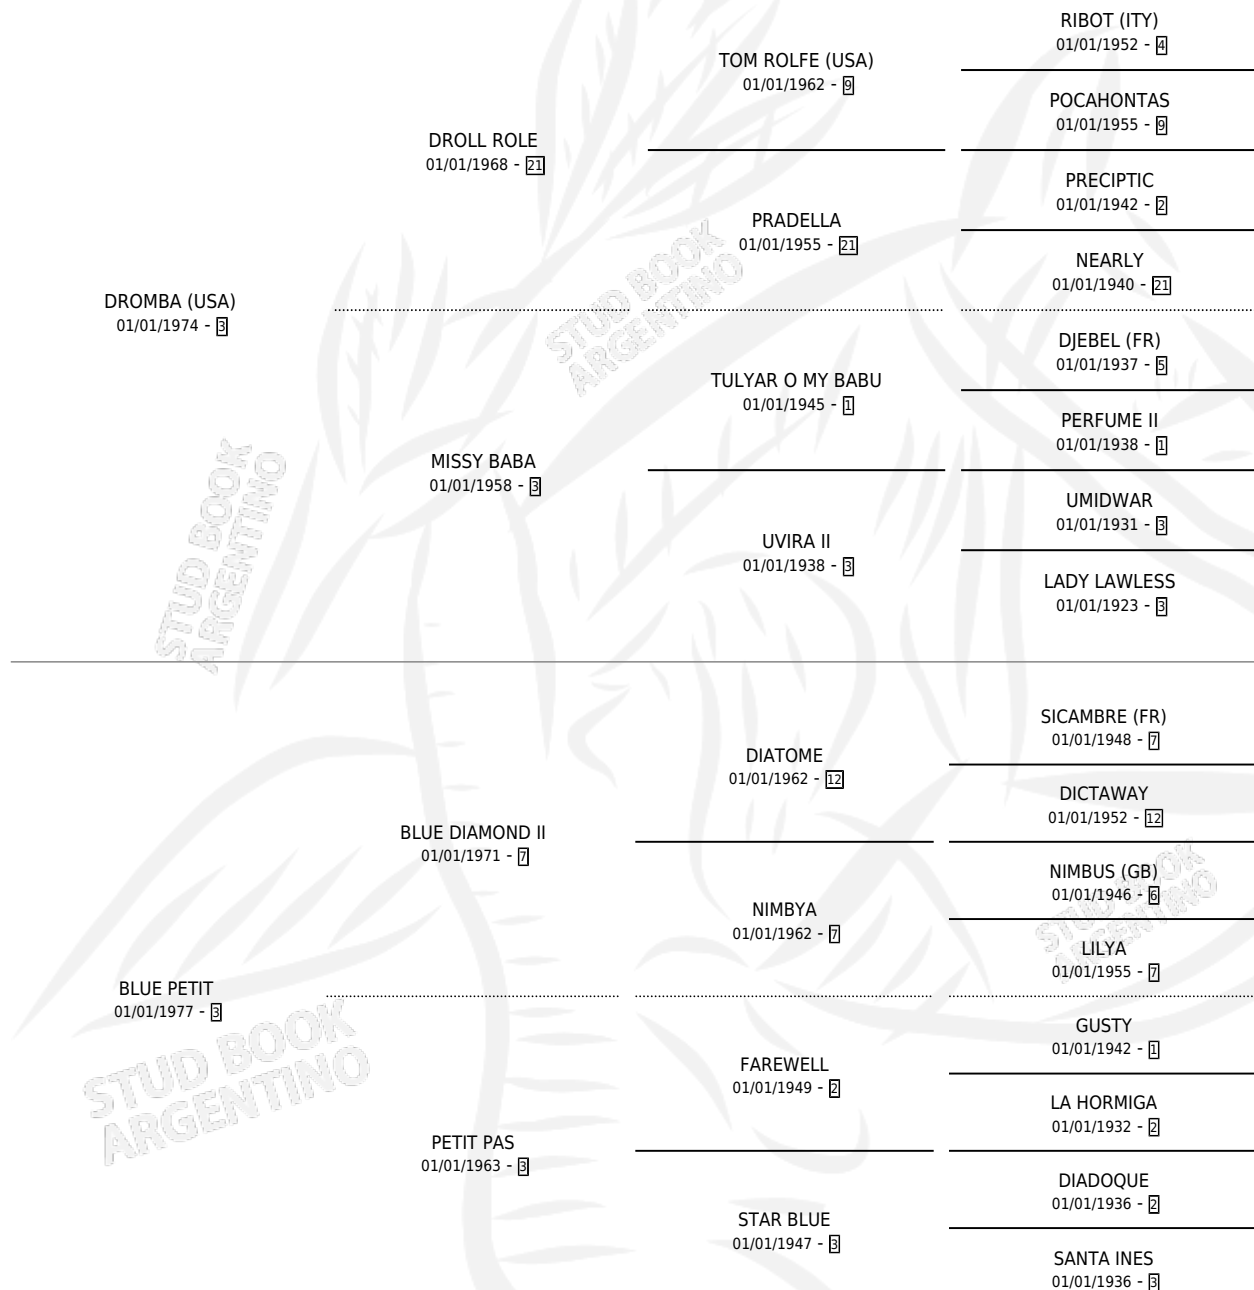 RIBOT (ITY)
01/01/1952 - 4
TOM ROLFE (USA)
01/01/1962 - 9
POCAHONTAS
01/01/1955 - 9
DROLL ROLE
01/01/1968 - 21
PRECIPTIC
01/01/1942 - 2
PRADELLA
01/01/1955 - 21
NEARLY
01/01/1940 - 21
DROMBA (USA)
01/01/1974 - 3
DJEBEL (FR)
01/01/1937 - 5
TULYAR O MY BABU
01/01/1945 - 1
PERFUME II
01/01/1938 - 1
MISSY BABA
01/01/1958 - 3
UMIDWAR
01/01/1931 - 3
UVIRA II
01/01/1938 - 3
LADY LAWLESS
01/01/1923 - 3
SICAMBRE (FR)
01/01/1948 - 7
DIATOME
01/01/1962 - 12
DICTAWAY
01/01/1952 - 12
BLUE DIAMOND II
01/01/1971 - 7
NIMBUS (GB)
01/01/1946 - 6
NIMBYA
01/01/1962 - 7
LILYA
01/01/1955 - 7
BLUE PETIT
01/01/1977 - 3
GUSTY
01/01/1942 - 1
FAREWELL
01/01/1949 - 2
LA HORMIGA
01/01/1932 - 2
PETIT PAS
01/01/1963 - 3
DIADOQUE
01/01/1936 - 2
STAR BLUE
01/01/1947 - 3
SANTA INES
01/01/1936 - 3
STUD BOOK
ARGENTINO
STUD BOOK
ARGENTINO
STUD BOOK
ARGENTINO
STUD BOOK
ARGENTINO